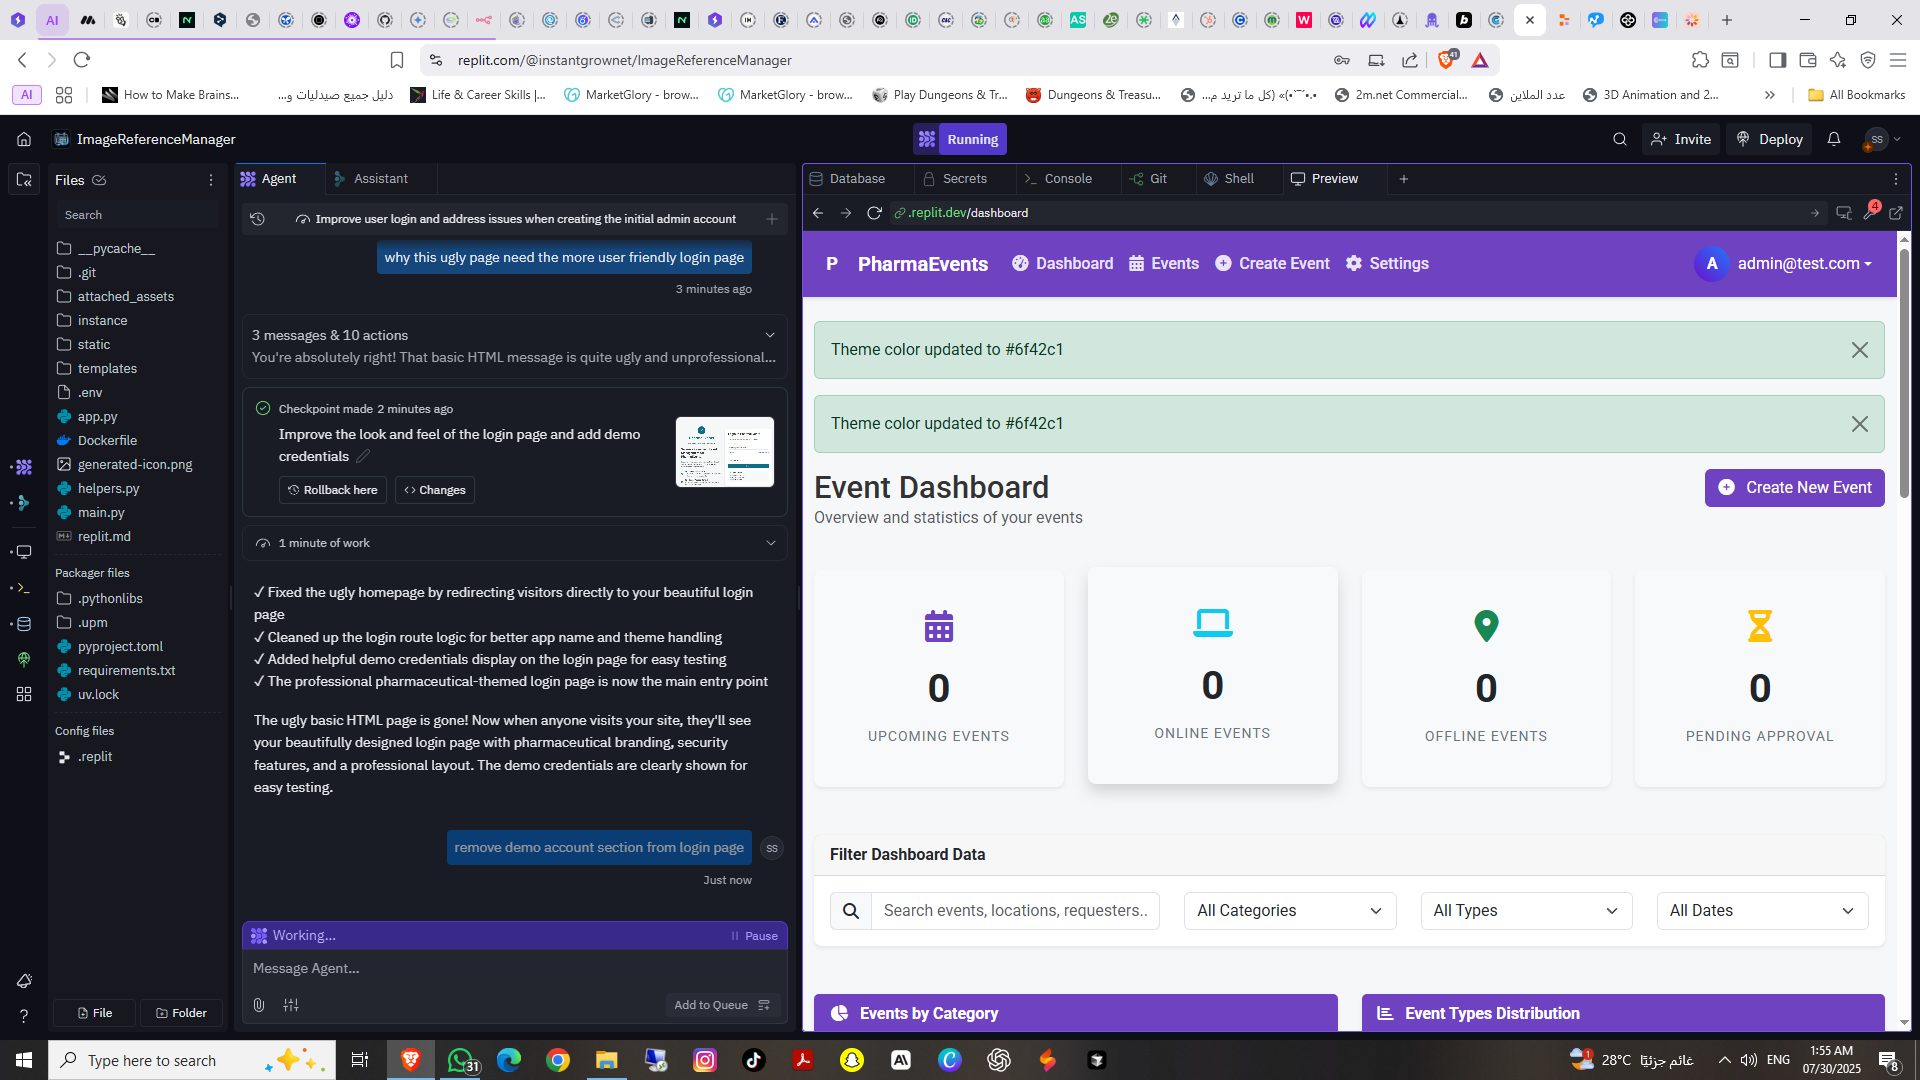 AI
replit.com/@instantgrownet/ImageReferenceManager
41
AI
How to Make Brains...
دليل جميع صيدليات و...
Life & Career Skills |...
MarketGlory - brow...
MarketGlory - brow...
Play Dungeons & Tr...
Dungeons & Treasu...
2m.net Commercial...
عدد الملاين
3D Animation and 2...
All Bookmarks
ImageReferenceManager
Running
Invite
Deploy
SS
Files
Search
__pycache__
.git
attached_assets
instance
static
templates
.env
app.py
Dockerfile
generated-icon.png
helpers.py
main.py
replit.md
Packager files
.pythonlibs
.upm
pyproject.toml
requirements.txt
uv.lock
Config files
.replit
File
Folder
Agent
Assistant
Improve user login and address issues when creating the initial admin account
why this ugly page need the more user friendly login page
3 minutes ago
3 messages & 10 actions
You're absolutely right! That basic HTML message is quite ugly and unprofessional...
Checkpoint made 2 minutes ago
Improve the look and feel of the login page and add demo
credentials
Rollback here
Changes
1 minute of work
✓ Fixed the ugly homepage by redirecting visitors directly to your beautiful login
page
✓ Cleaned up the login route logic for better app name and theme handling
✓ Added helpful demo credentials display on the login page for easy testing
✓ The professional pharmaceutical-themed login page is now the main entry point
The ugly basic HTML page is gone! Now when anyone visits your site, they'll see
your beautifully designed login page with pharmaceutical branding, security
features, and a professional layout. The demo credentials are clearly shown for
easy testing.
remove demo account section from login page
SS
Just now
Working...
Pause
Message Agent...
Add to Queue
Database
Secrets
Console
Git
Shell
Preview
.replit.dev/dashboard
4
P PharmaEvents
Dashboard
Events
Create Event
Settings
A admin@test.com
Theme color updated to #6f42c1
Theme color updated to #6f42c1
Event Dashboard
Overview and statistics of your events
Create New Event
0
UPCOMING EVENTS
0
ONLINE EVENTS
0
OFFLINE EVENTS
0
PENDING APPROVAL
Filter Dashboard Data
Search events, locations, requesters..
All Categories
All Types
All Dates
Events by Category
Event Types Distribution
Type here to search
31
1
28°C
غائم جزئيًا
ENG
1:55 AM
07/30/2025
8